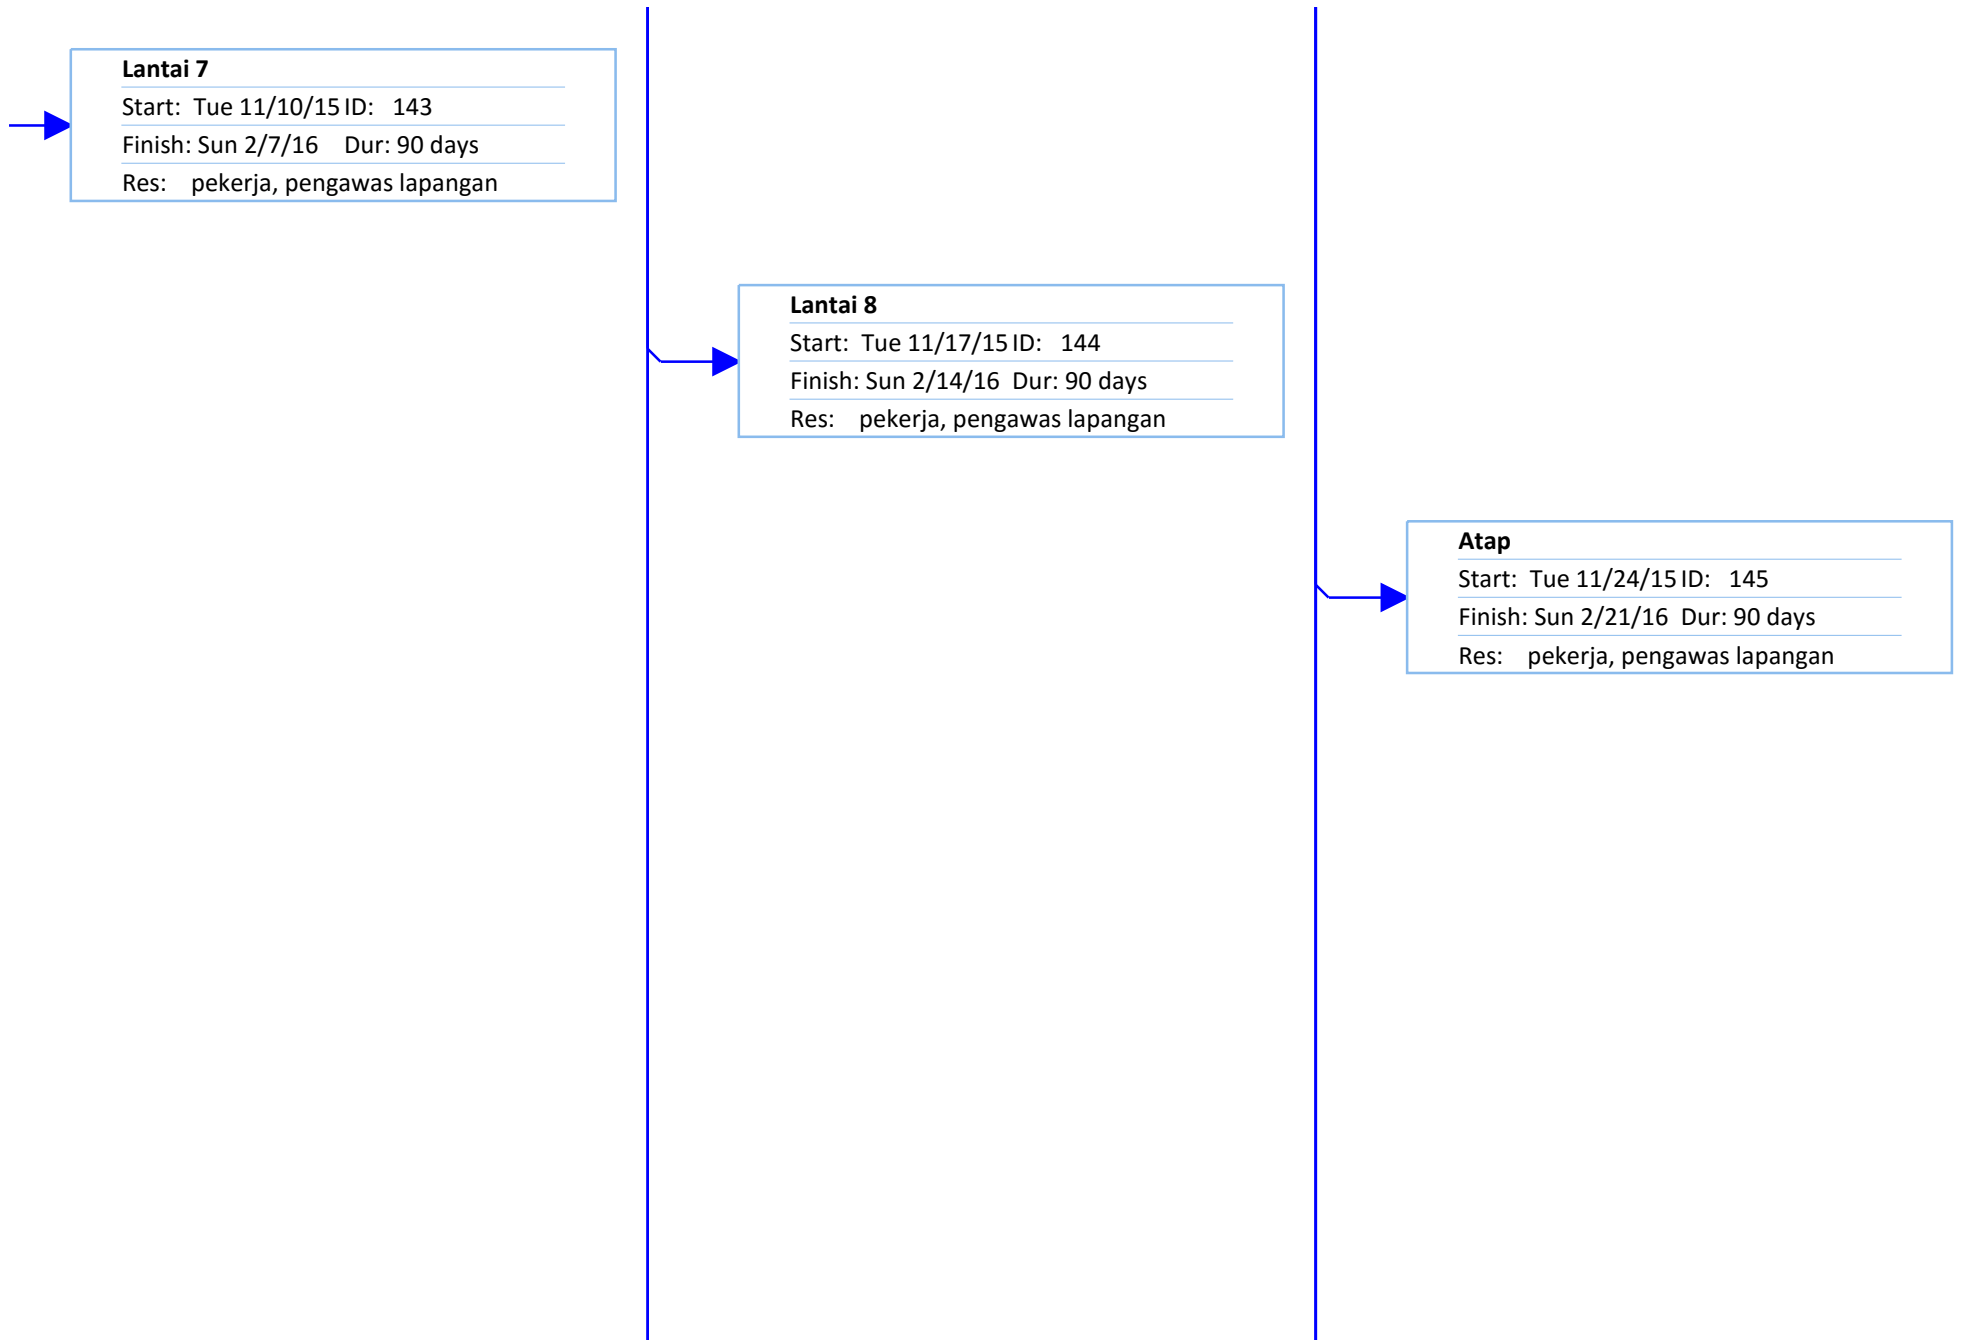 Lantai 7
Start: Tue 11/10/15 ID: 143
Finish: Sun 2/7/16 Dur: 90 days
Res: pekerja, pengawas lapangan
Lantai 8
Start: Tue 11/17/15 ID: 144
Finish: Sun 2/14/16 Dur: 90 days
Res: pekerja, pengawas lapangan
Atap
Start: Tue 11/24/15 ID: 145
Finish: Sun 2/21/16 Dur: 90 days
Res: pekerja, pengawas lapangan